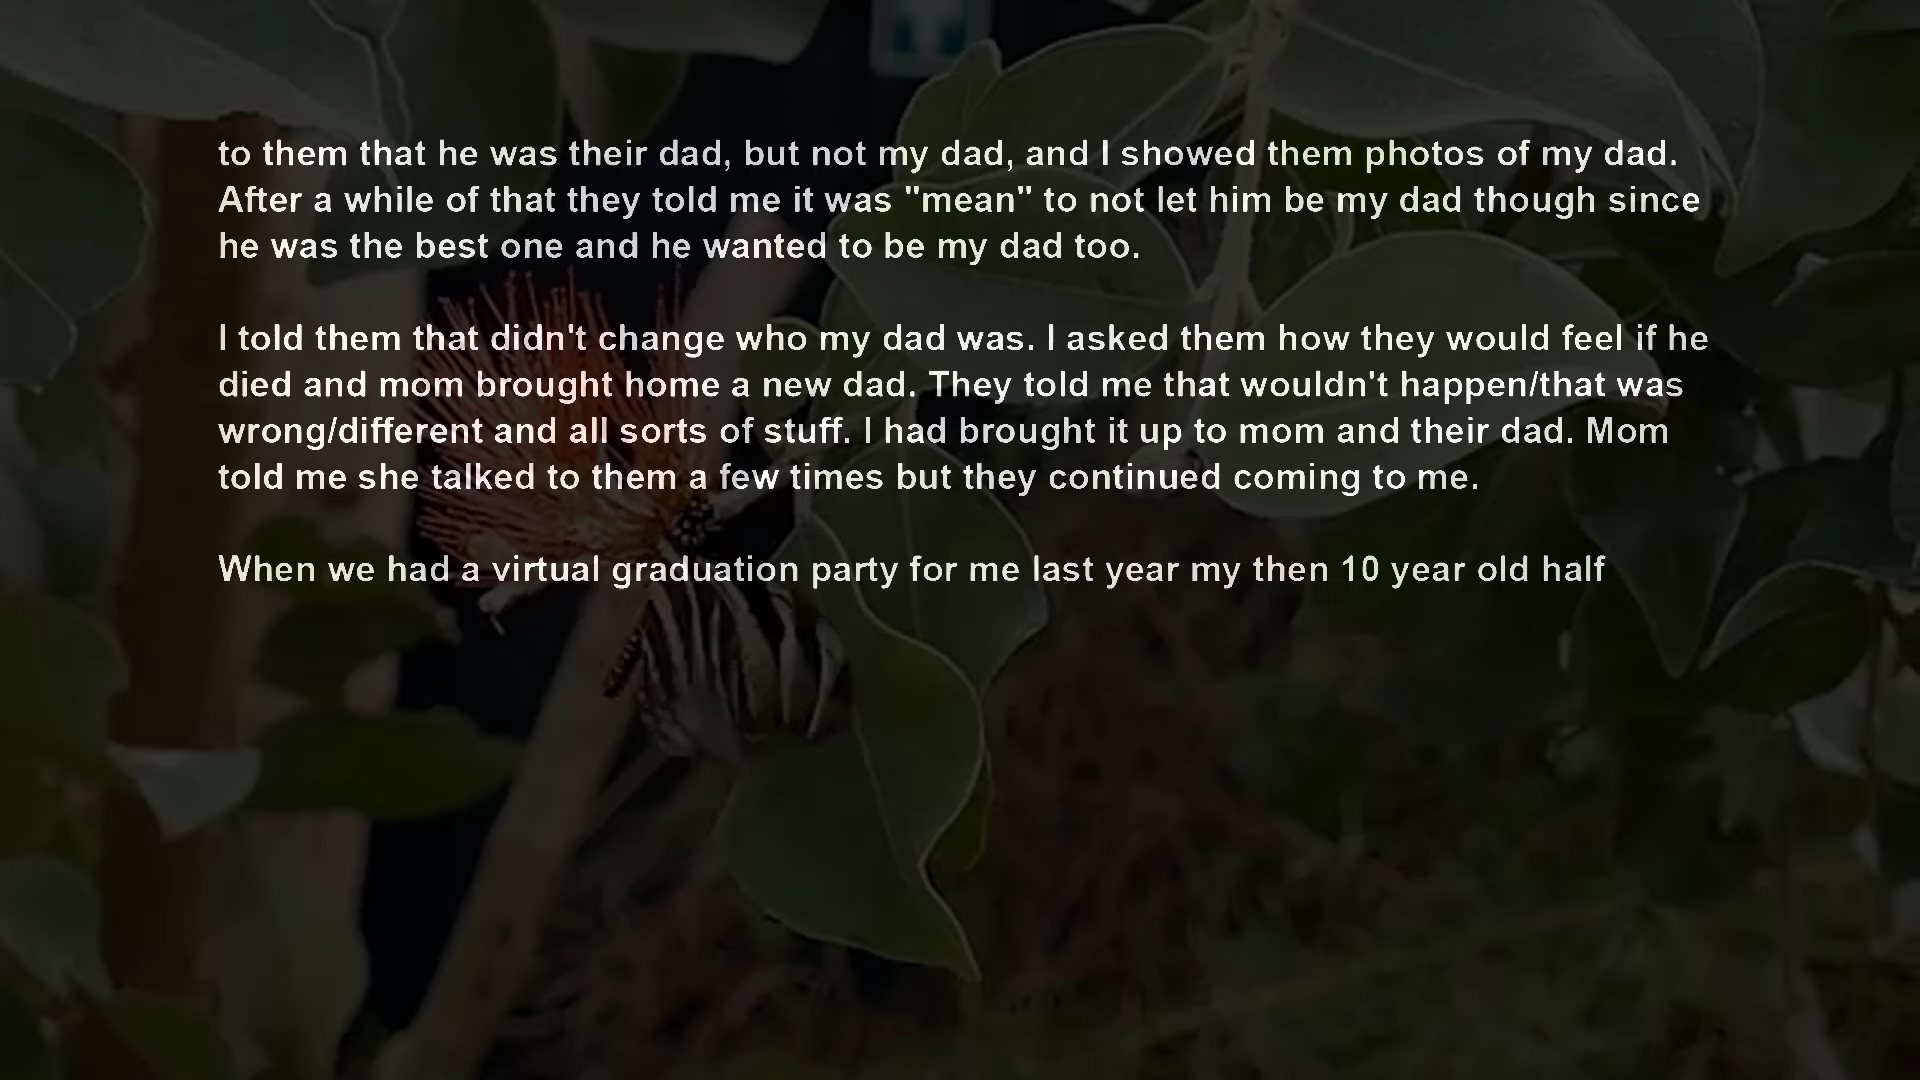 to them that he was their dad, but not my dad, and I showed them photos of my dad.
After a while of that they told me it was "mean" to not let him be my dad though since
he was the best one and he wanted to be my dad too.
I told them that didn't change who my dad was. I asked them how they would feel if he
died and mom brought home a new dad. They told me that wouldn't happen/that was
wrong/different and all sorts of stuff. I had brought it up to mom and their dad. Mom
told me she talked to them a few times but they continued coming to me.
When we had a virtual graduation party for me last year my then 10 year old half